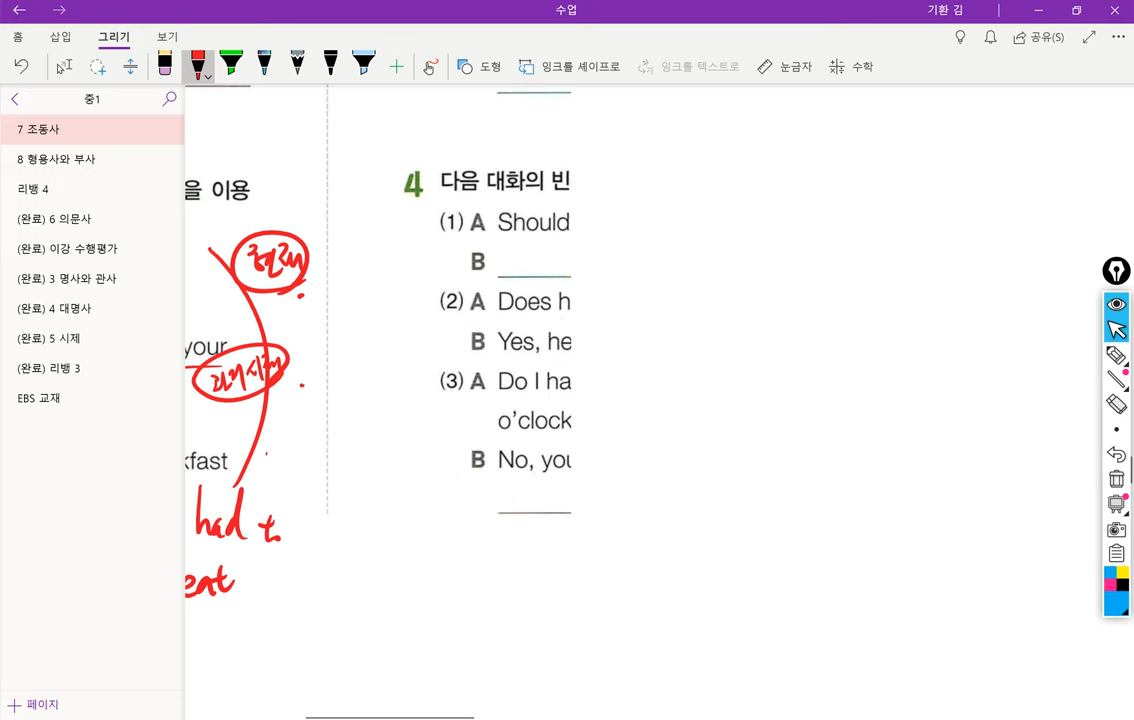 수업
기환 김
홈 삽입 그리기 보기
공유(S)
도형 잉크를 셰이프로 잉크를 텍스트로 눈금자 수학
중1
7 조동사
8 형용사와 부사
리뱅 4
(완료) 6 의문사
(완료) 이강 수행평가
(완료) 3 명사와 관사
(완료) 4 대명사
(완료) 5 시제
(완료) 리뱅 3
EBS 교재
페이지
을 이용
현재
your
과거시제
kfast
had to
eat
4 다음 대화의 빈
(1) A Should
B
(2) A Does h
B Yes, he
(3) A Do I ha
o'clock
B No, you